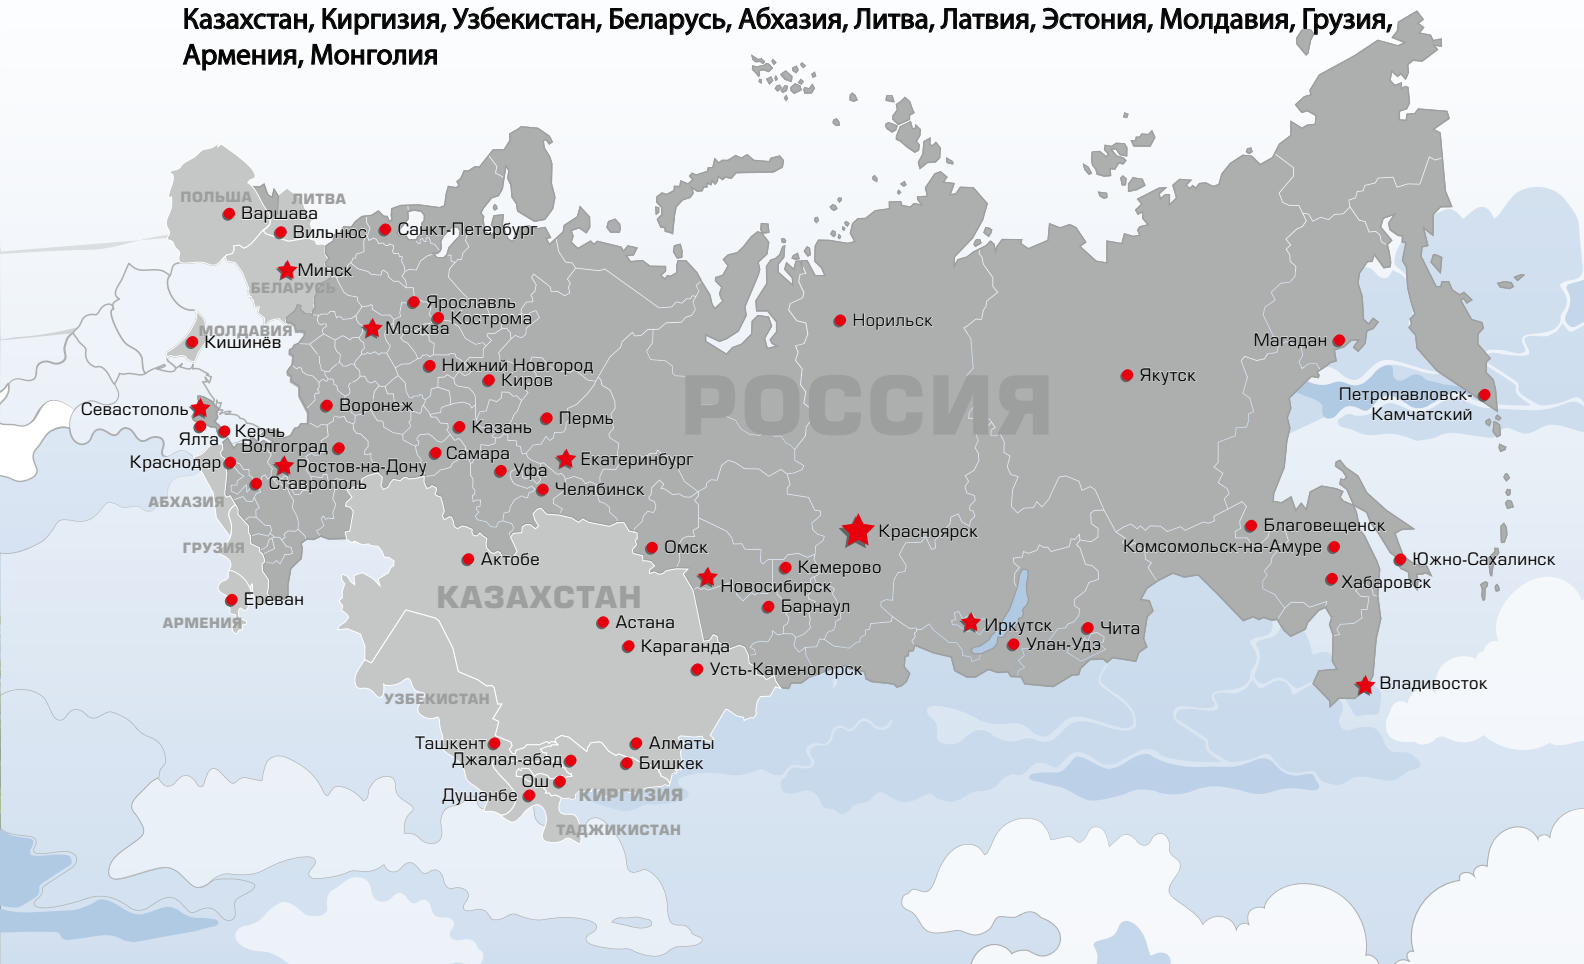 Казахстан, Киргизия, Узбекистан, Беларусь, Абхазия, Литва, Латвия, Эстония, Молдавия, Грузия,
Армения, Монголия
ПОЛЬША
ЛИТВА
Варшава
Вильнюс
Санкт-Петербург
Минск
БЕЛАРУСЬ
Ярославль
Кострома
МОЛДАВИЯ
Москва
Кишинёв
Норильск
Магадан
Нижний Новгород
Киров
Якутск
РОССИЯ
Петропавловск-
Камчатский
Севастополь
Воронеж
Ялта
Керчь
Казань
Пермь
Волгоград
Самара
Екатеринбург
Краснодар
Ростов-на-Дону
Уфа
Ставрополь
Челябинск
АБХАЗИЯ
Красноярск
Благовещенск
ГРУЗИЯ
Омск
Комсомольск-на-Амуре
Южно-Сахалинск
Актобе
Кемерово
Хабаровск
Новосибирск
КАЗАХСТАН
Ереван
Барнаул
АРМЕНИЯ
Астана
Иркутск
Чита
Караганда
Улан-Удэ
Усть-Каменогорск
Владивосток
УЗБЕКИСТАН
Ташкент
Алматы
Джалал-абад
Бишкек
Ош
Душанбе
КИРГИЗИЯ
ТАДЖИКИСТАН